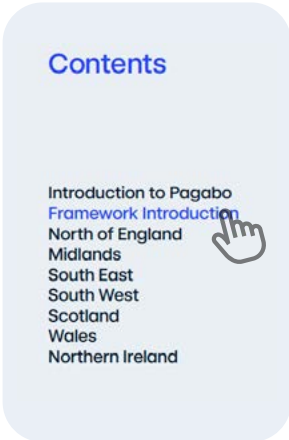 Contents
Introduction to Pagabo
Framework Introduction
North of England
Midlands
South East
South West
Scotland
Wales
Northern Ireland